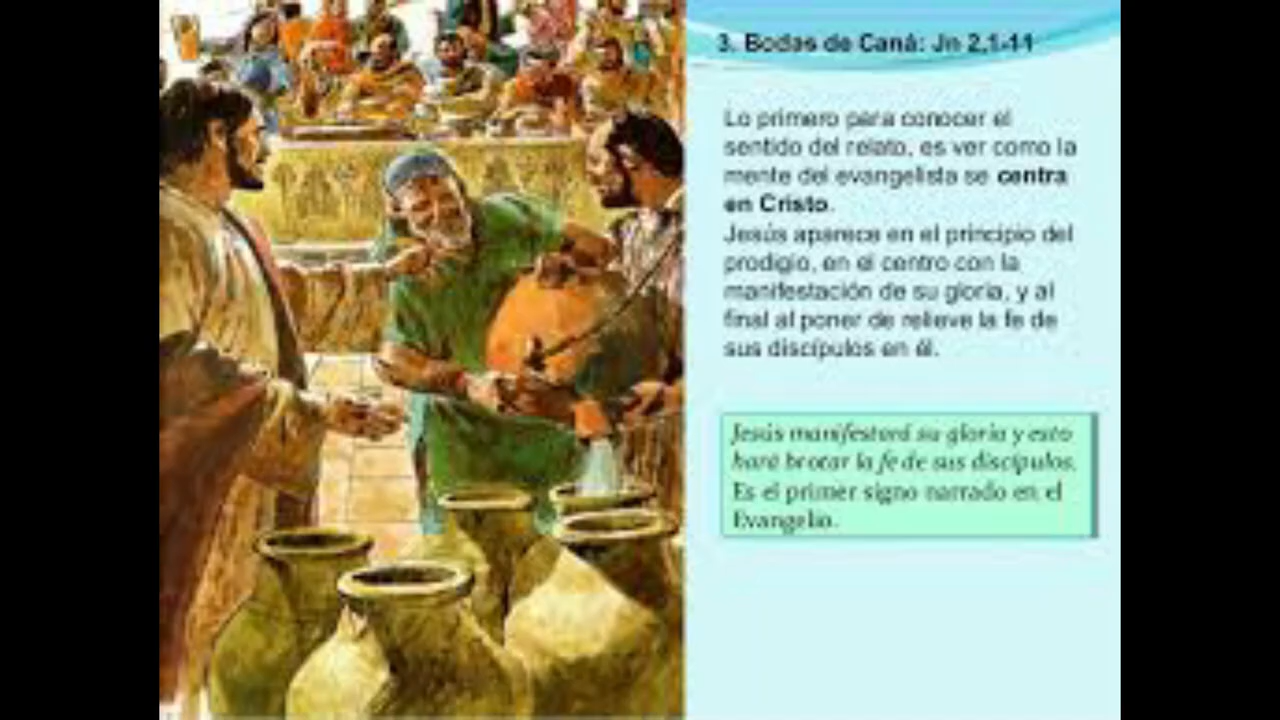 3. Bodas de Caná: Jn 2,1-11
Lo primero para conocer el
sentido del relato, es ver como la
mente del evangelista se centra
en Cristo.
Jesús aparece en el principio del
prodigio, en el centro con la
manifestación de su gloria, y al
final al poner de relieve la fe de
sus discípulos en él.
Jesús manifestará su gloria y esto
hará brotar la fe de sus discípulos.
Es el primer signo narrado en el
Evangelio.